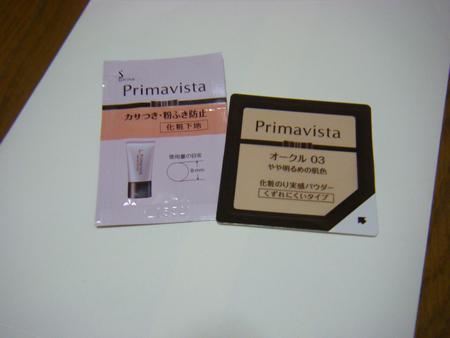 Primavista
カサつき・粉ふき防止
化粧下地
使用量の目安
8mm
Primavista
オークル 03
やや明るめの肌色
化粧のり実感パウダー
くずれにくいタイプ